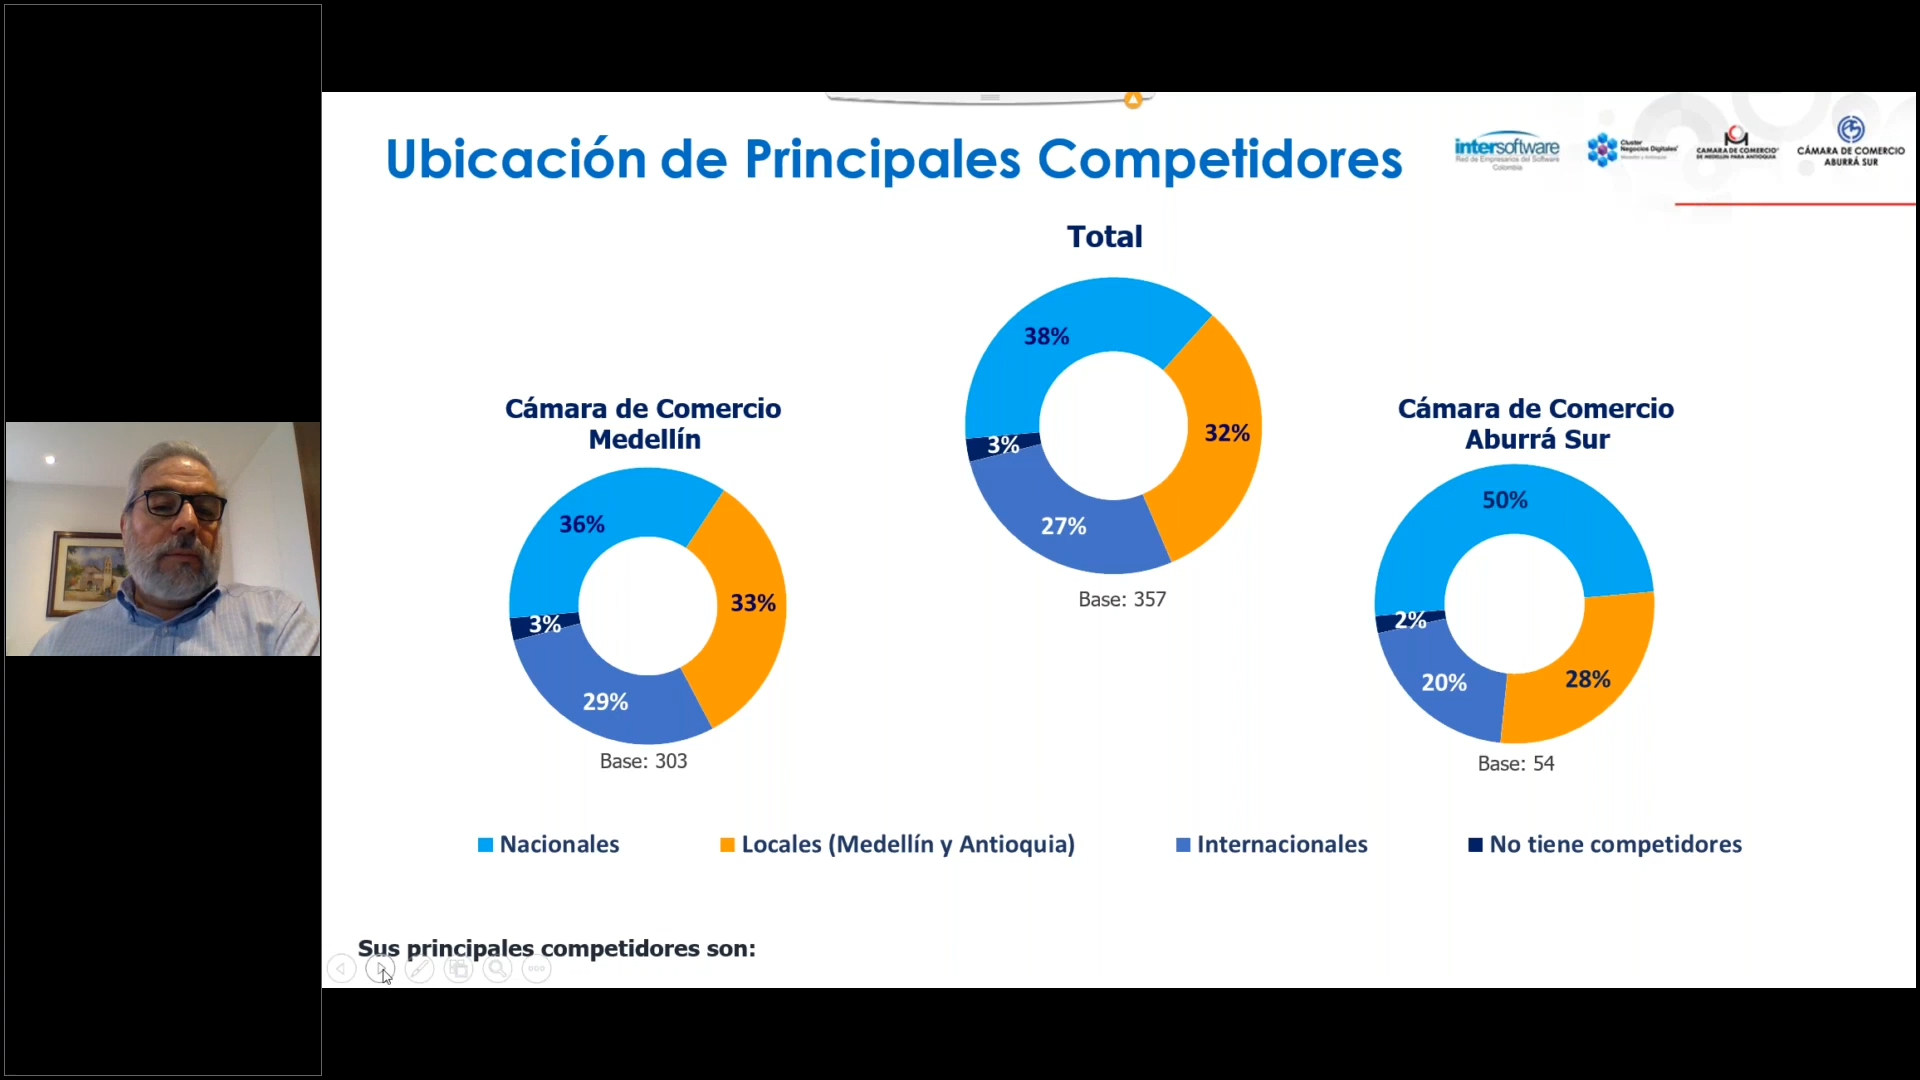 Ubicación de Principales Competidores
intersoftware
Red de Empresarios del Software
Colombia
Cluster
Negocios Digitales
Medellín y Antioquia
CÁMARA DE COMERCIO
DE MEDELLÍN PARA ANTIOQUIA
CÁMARA DE COMERCIO
ABURRÁ SUR
Total
38%
32%
3%
27%
Base: 357
Cámara de Comercio
Medellín
36%
33%
3%
29%
Base: 303
Cámara de Comercio
Aburrá Sur
50%
2%
28%
20%
Base: 54
Nacionales
Locales (Medellín y Antioquia)
Internacionales
No tiene competidores
Sus principales competidores son: